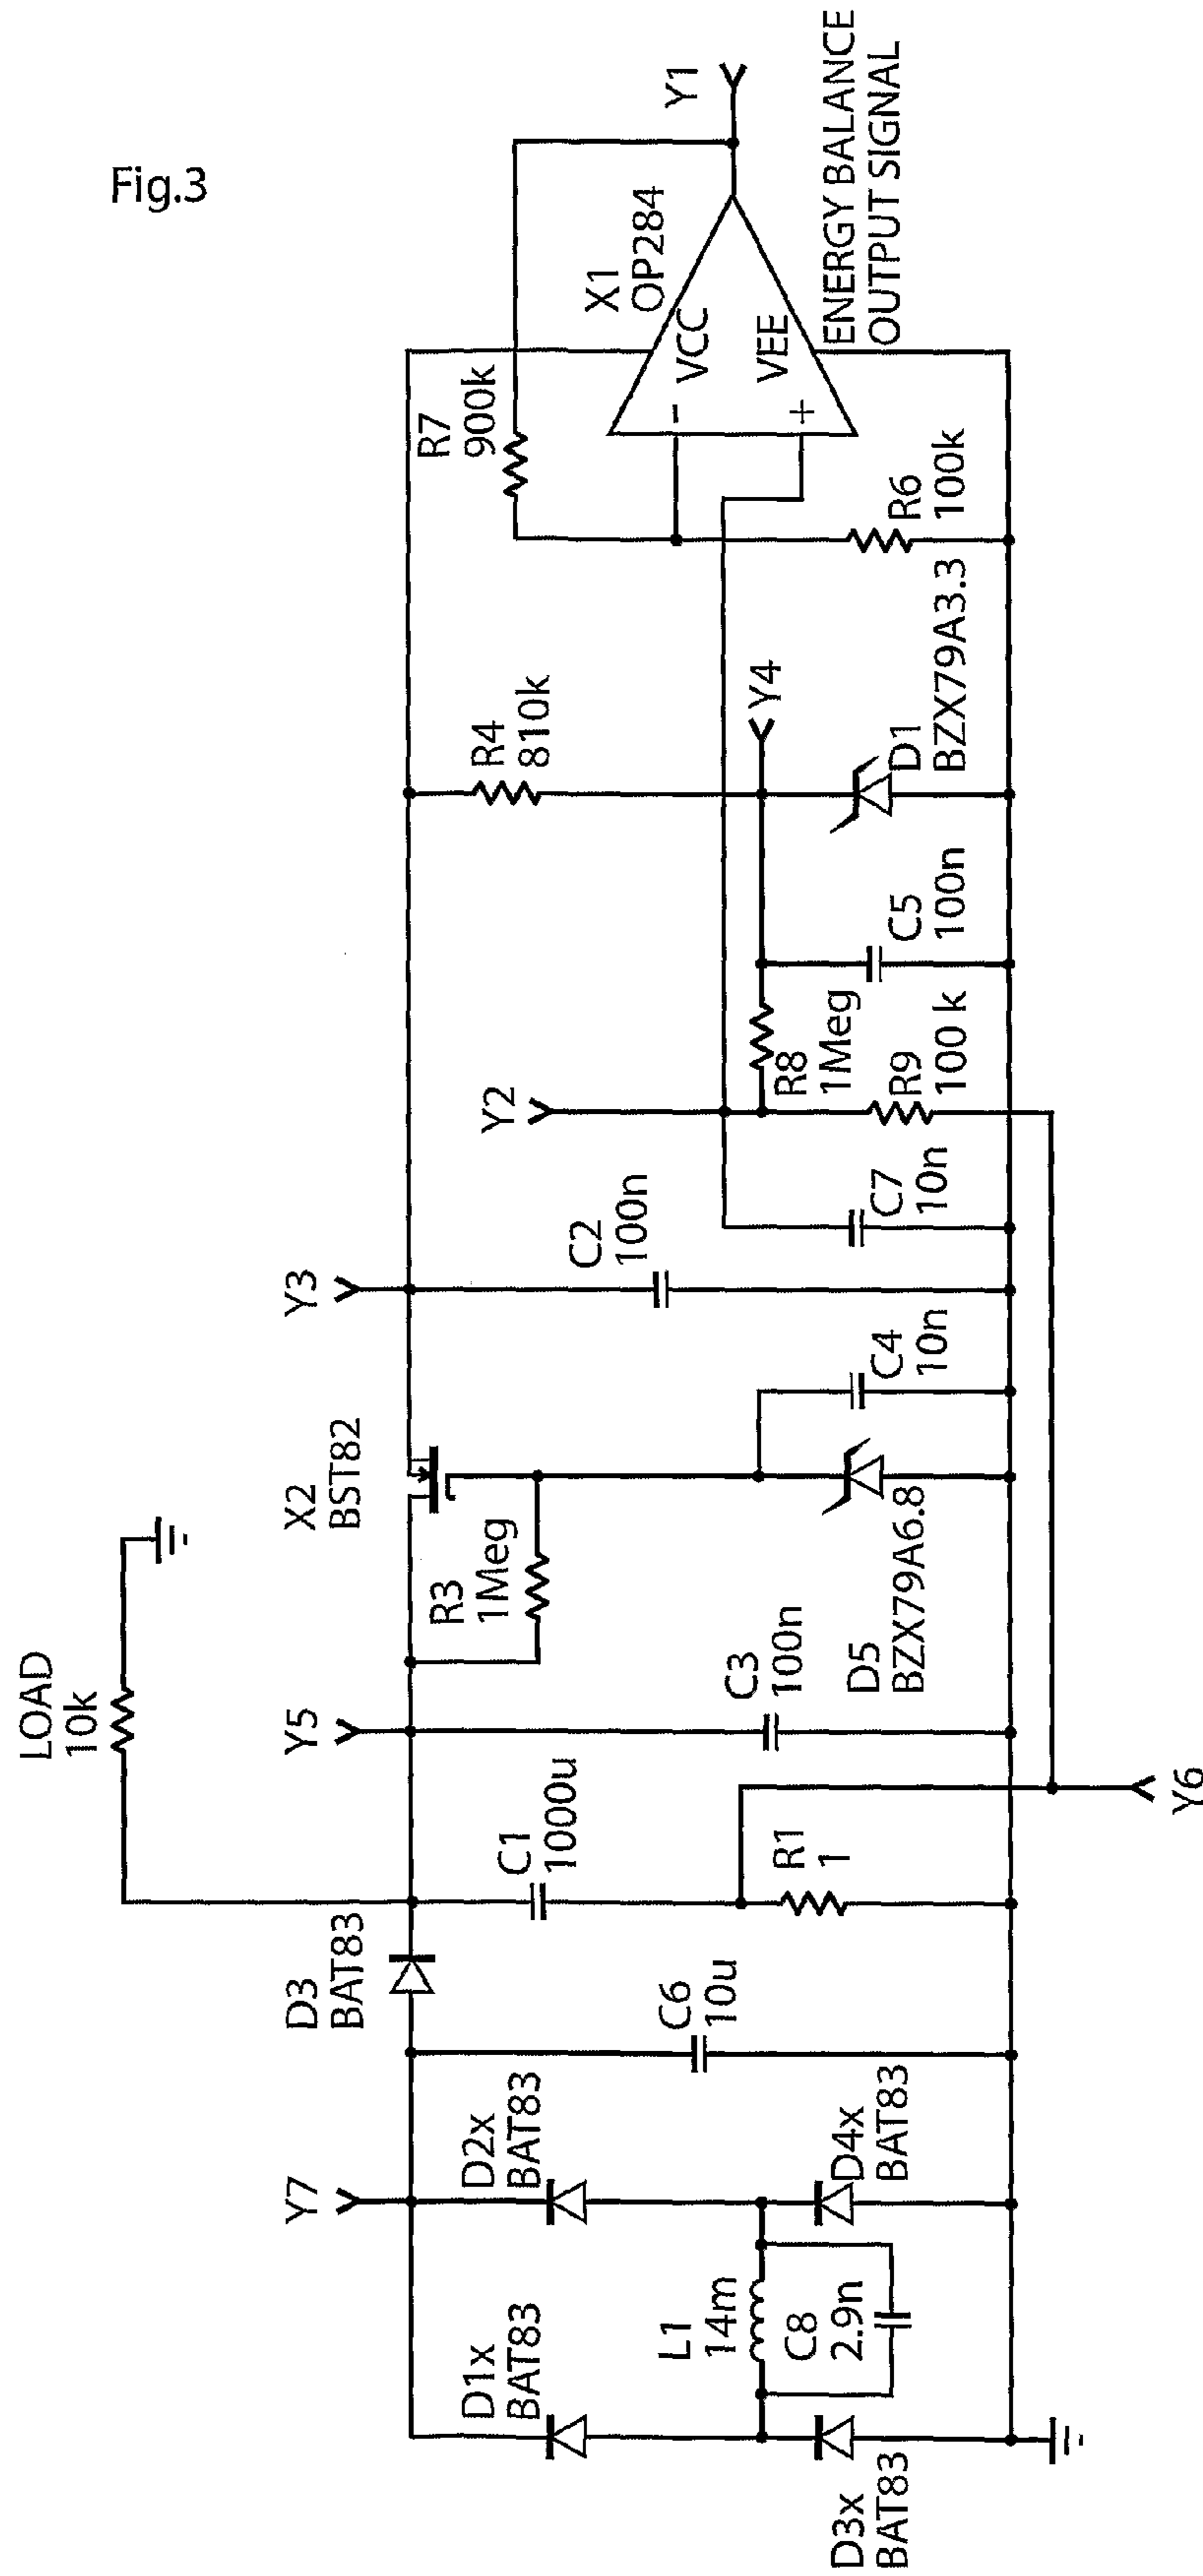 Fig.3
LOAD
10k
Y7
D3
BAT83
Y5
X2
BST82
Y3
D1x
BAT83
D2x
BAT83
C1
1000u
R3
1Meg
Y2
R4
810k
R7
900k
X1
OP284
Y1
L1
14m
C6
10u
C3
100n
C2
100n
VCC
-
VEE
+
C8
2.9n
R1
1
R8
1Meg
Y4
D3x
BAT83
D4x
BAT83
D5
BZX79A6.8
C4
10n
C7
10n
R9
100 k
C5
100n
D1
BZX79A3.3
R6
100k
ENERGY BALANCE
OUTPUT SIGNAL
Y6